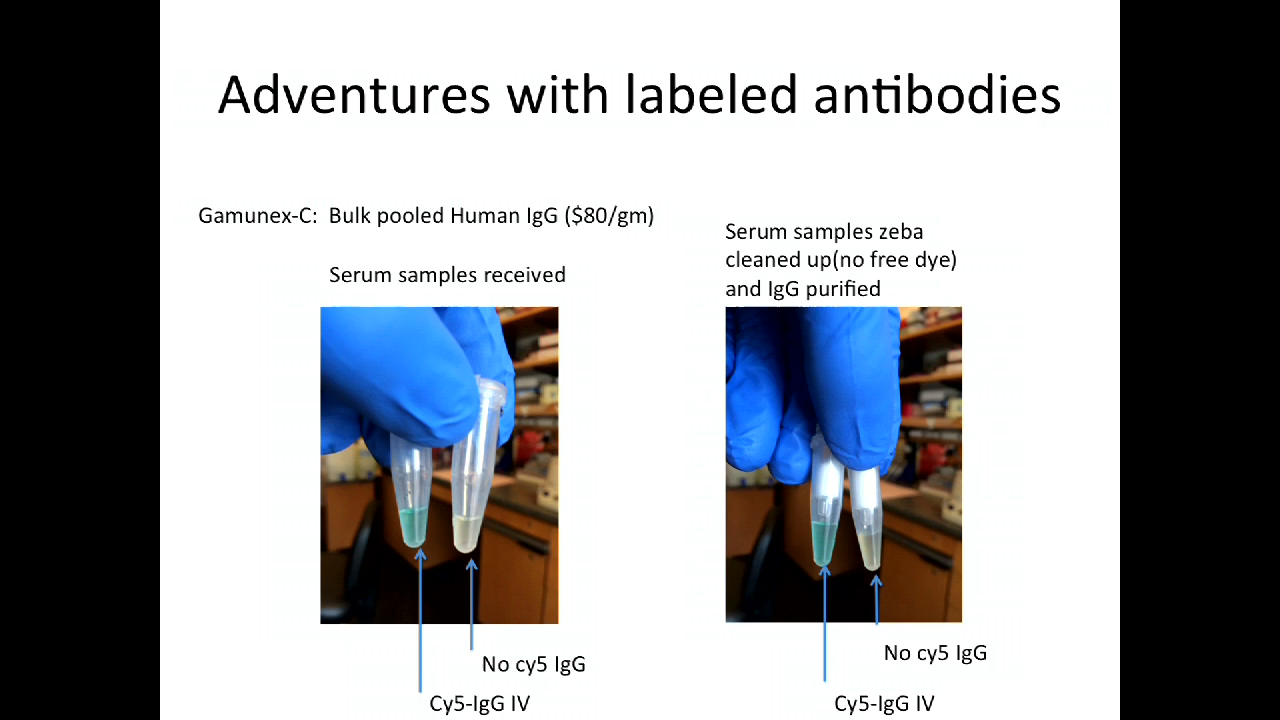 Adventures with labeled antibodies
Gamunex-C: Bulk pooled Human IgG ($80/gm)
Serum samples received
Serum samples zeba
cleaned up(no free dye)
and IgG purified
No cy5 IgG
Cy5-IgG IV
No cy5 IgG
Cy5-IgG IV